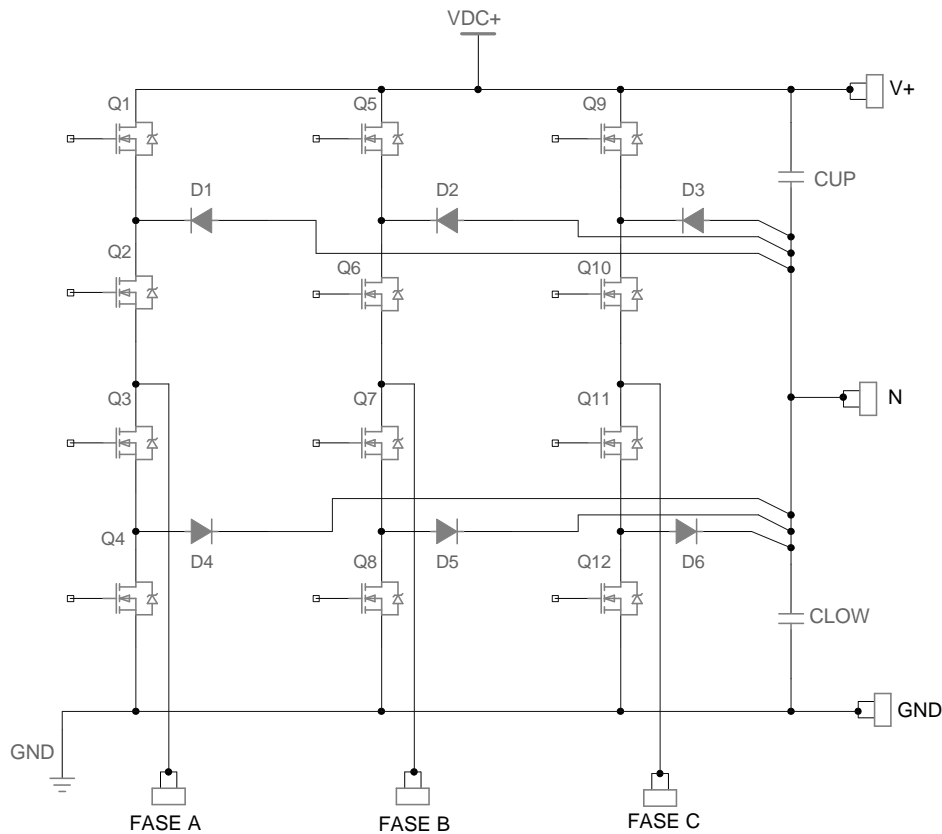 VDC+
V+
Q1
Q5
Q9
CUP
D1
D2
D3
Q2
Q6
Q10
N
Q3
Q7
Q11
Q4
D4
Q8
D5
Q12
D6
CLOW
GND
GND
FASE A
FASE B
FASE C